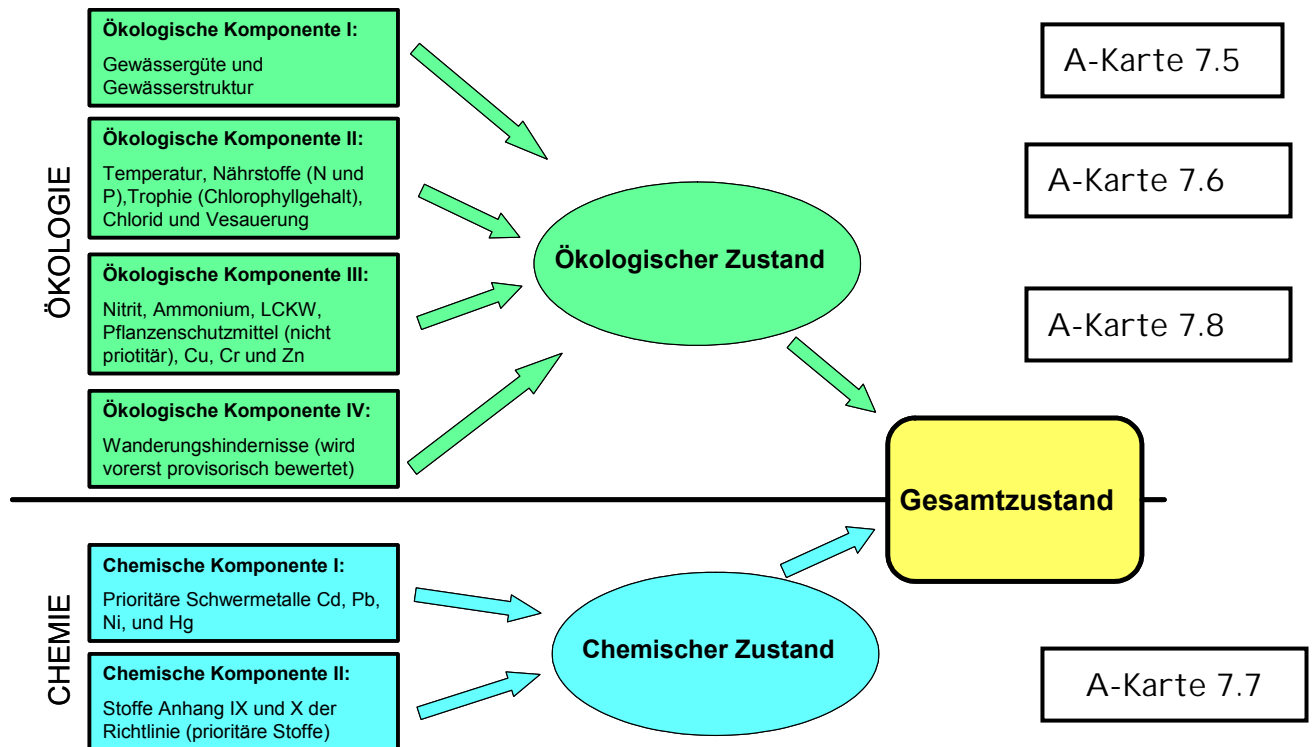 ÖKOLOGIE
Ökologische Komponente I:
Gewässergüte und
Gewässerstruktur
Ökologische Komponente II:
Temperatur, Nährstoffe (N und
P),Trophie (Chlorophyllgehalt),
Chlorid und Vesauerung
Ökologische Komponente III:
Nitrit, Ammonium, LCKW,
Pflanzenschutzmittel (nicht
priotitär), Cu, Cr und Zn
Ökologische Komponente IV:
Wanderungshindernisse (wird
vorerst provisorisch bewertet)
Ökologischer Zustand
A-Karte 7.5
A-Karte 7.6
A-Karte 7.8
Gesamtzustand
CHEMIE
Chemische Komponente I:
Prioritäre Schwermetalle Cd, Pb,
Ni, und Hg
Chemische Komponente II:
Stoffe Anhang IX und X der
Richtlinie (prioritäre Stoffe)
Chemischer Zustand
A-Karte 7.7